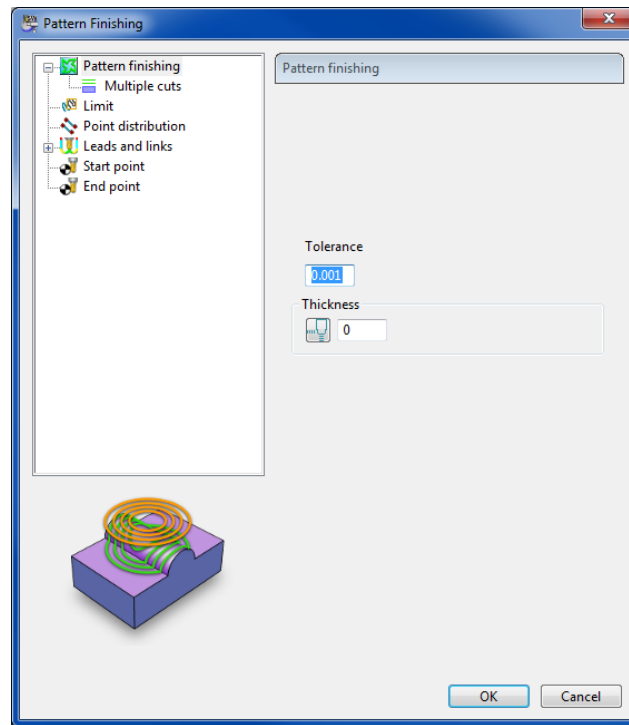 Pattern Finishing
Pattern finishing
Multiple cuts
Limit
Point distribution
Leads and links
Start point
End point
Pattern finishing
Tolerance
0.001
Thickness
0
OK Cancel